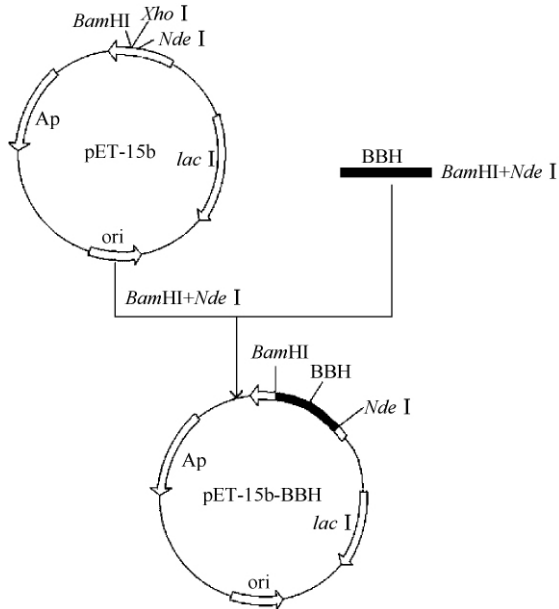 Xho I
BamHI
Nde I
Ap
pET-15b
lac I
BBH
BamHI+Nde I
ori
BamHI+Nde I
BamHI
BBH
Nde I
Ap
pET-15b-BBH
lac I
ori